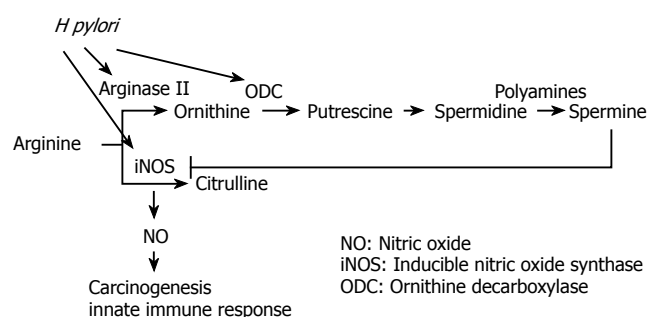 H pylori
Arginase II
ODC
Polyamines
Ornithine
Putrescine
Spermidine
Spermine
Arginine
iNOS
Citrulline
NO
NO: Nitric oxide
iNOS: Inducible nitric oxide synthase
ODC: Ornithine decarboxylase
Carcinogenesis
innate immune response